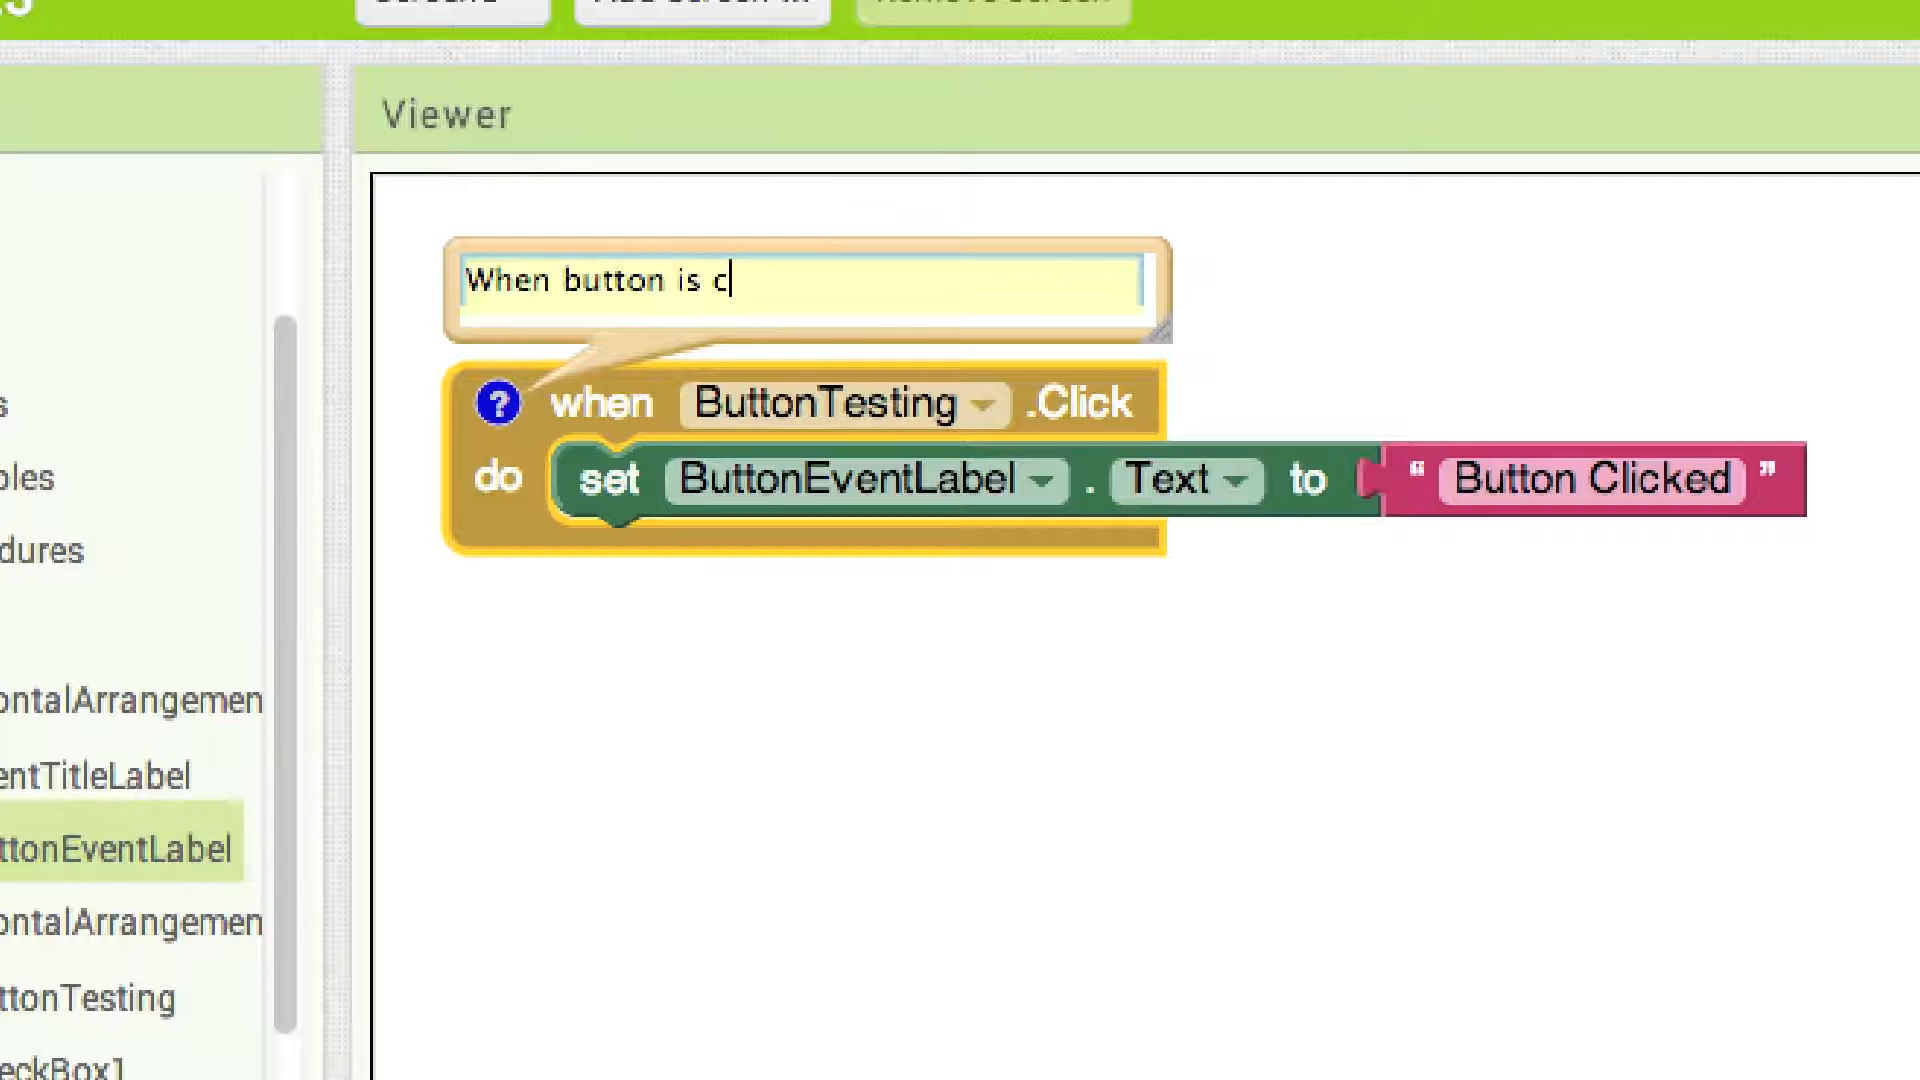 Viewer
When button is c
? when ButtonTesting .Click
do set ButtonEventLabel . Text to “ Button Clicked ”
s
bles
dures
ontalArrangemen
entTitleLabel
ttonEventLabel
ontalArrangemen
ttonTesting
eckBox1